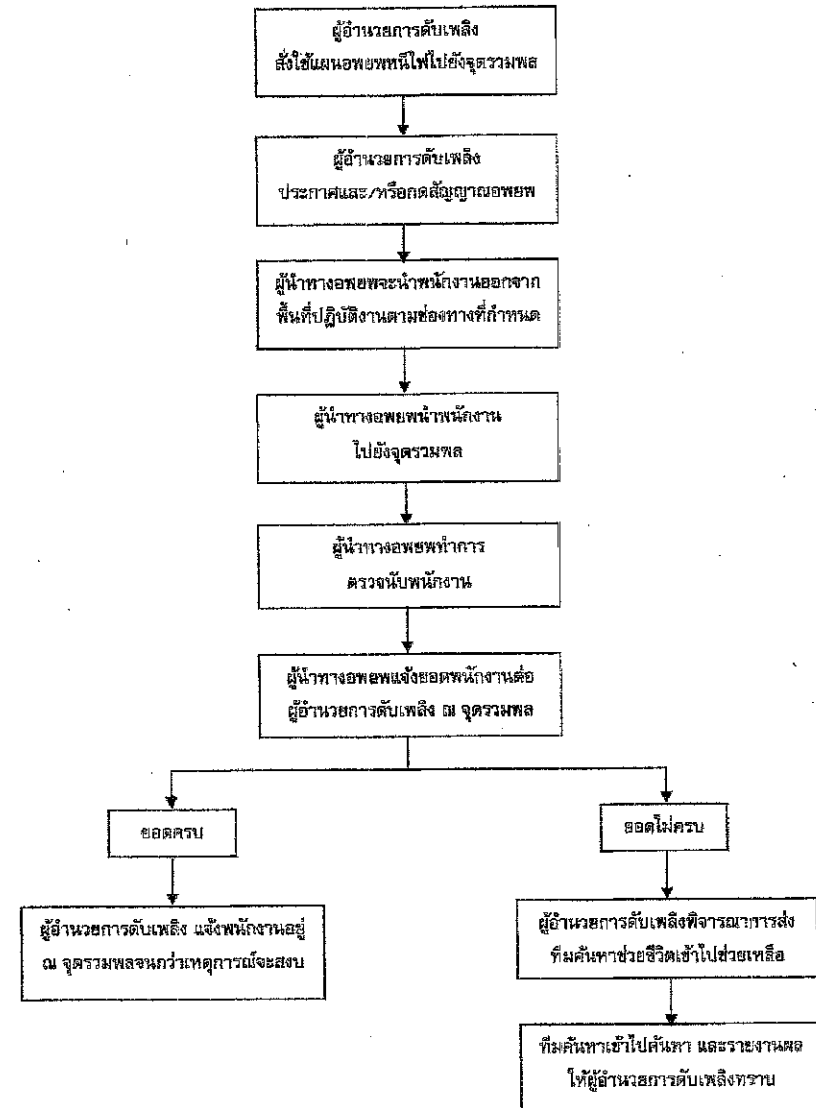 ผู้อำนวยการดับเพลิง
สั่งใช้แผนอพยพหนีไฟไปยังจุดรวมพล
ผู้อำนวยการดับเพลิง
ประกาศและ/หรือกดสัญญาณอพยพ
ผู้นำทางอพยพจะนำพนักงานออกจาก
พื้นที่ปฏิบัติงานตามช่องทางที่กำหนด
ผู้นำทางอพยพนำพนักงาน
ไปยังจุดรวมพล
ผู้นำทางอพยพทำการ
ตรวจนับพนักงาน
ผู้นำทางอพยพแจ้งยอดพนักงานต่อ
ผู้อำนวยการดับเพลิง ณ จุดรวมพล
ยอดครบ
ยอดไม่ครบ
ผู้อำนวยการดับเพลิง แจ้งพนักงานอยู่
ณ จุดรวมพลจนกว่าเหตุการณ์จะสงบ
ผู้อำนวยการดับเพลิงพิจารณาการส่ง
ทีมค้นหาช่วยชีวิตเข้าไปช่วยเหลือ
ทีมค้นหาเข้าไปค้นหา และรายงานผล
ให้ผู้อำนวยการดับเพลิงทราบ